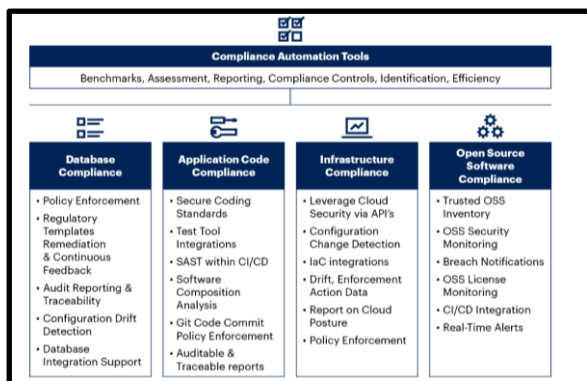 Compliance Automation Tools
Benchmarks, Assessment, Reporting, Compliance Controls, Identification, Efficiency
Database
Compliance
• Policy Enforcement
• Regulatory
Templates
Remediation
& Continuous
Feedback
• Audit Reporting &
Traceability
• Configuration Drift
Detection
• Database
Integration Support
Application Code
Compliance
• Secure Coding
Standards
• Test Tool
Integrations
• SAST within CI/CD
• Software
Composition
Analysis
• Git Code Commit
Policy Enforcement
• Auditable &
Traceable reports
Infrastructure
Compliance
• Leverage Cloud
Security via API's
• Configuration
Change Detection
• IaC integrations
• Drift, Enforcement
Action Data
• Report on Cloud
Posture
• Policy Enforcement
Open Source
Software
Compliance
• Trusted OSS
Inventory
• OSS Security
Monitoring
• Breach Notifications
• OSS License
Monitoring
• CI/CD Integration
• Real-Time Alerts